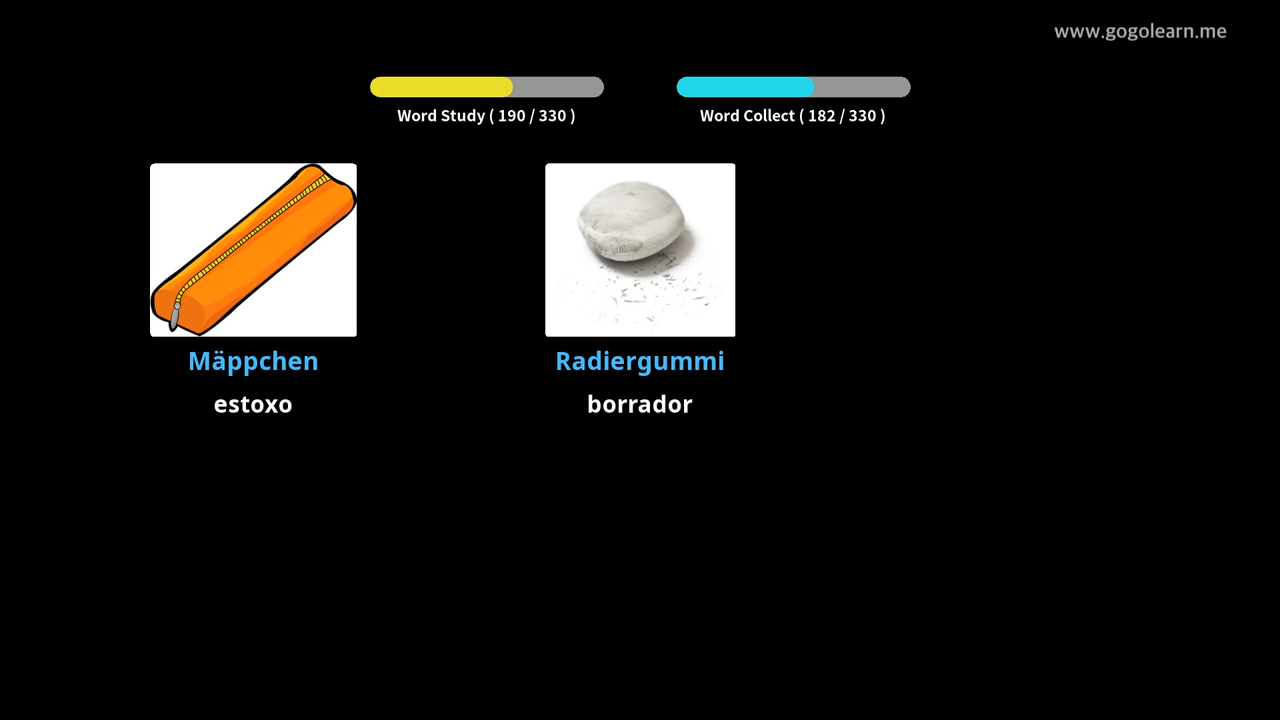 www.gogolearn.me
Word Study ( 190 / 330 )
Word Collect ( 182 / 330 )
Mäppchen
Radiergummi
estoxo
borrador